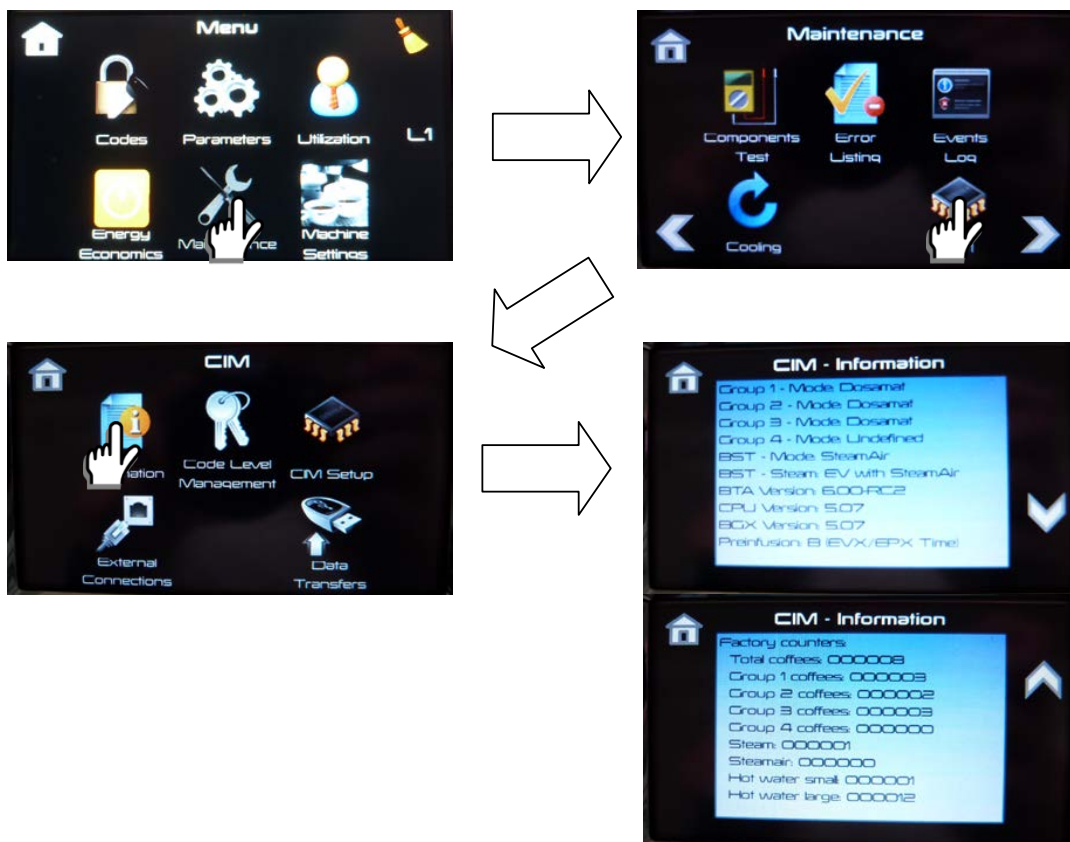 Menu
Codes
Parameters
Utilization
L1
Energy
Economics
Machine
Settings
Maintenance
Components
Test
Error
Listing
Events
Log
Cooling
CIM
Code Level
Management
CIM Setup
External
Connections
Data
Transfers
CIM - Information
Group 1 - Mode: Dosamat
Group 2 - Mode: Dosamat
Group 3 - Mode: Dosamat
Group 4 - Mode: Undefined
BST - Mode: SteamAir
BST - Steam: EV with SteamAir
BTA Version: 6.00-RC2
CPU Version: 5.07
BGX Version: 5.07
Preinfusion: B (EVX/EPX Time)
CIM - Information
Factory counters:
Total coffees: 000008
Group 1 coffees: 000003
Group 2 coffees: 000002
Group 3 coffees: 000003
Group 4 coffees: 000000
Steam: 000001
Steamair: 000000
Hot water small: 000001
Hot water large: 000012